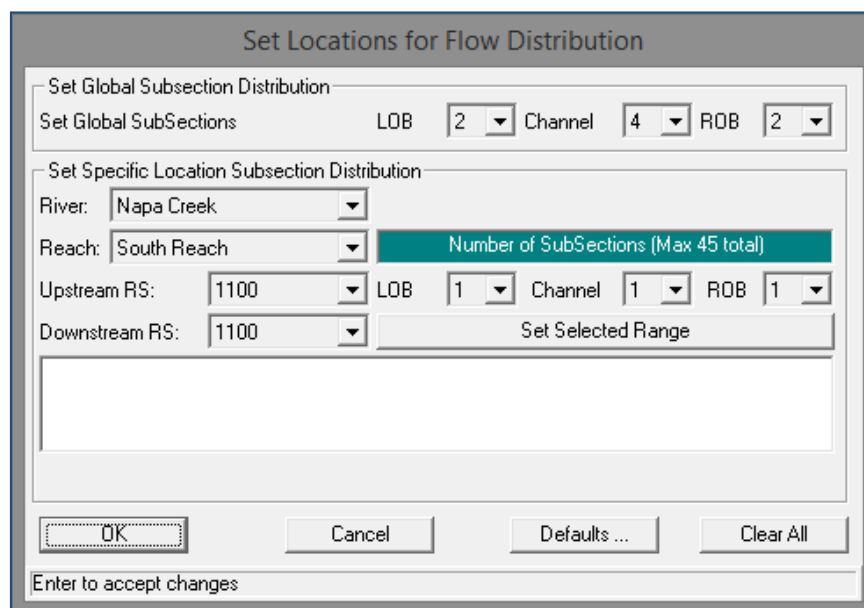 Set Locations for Flow Distribution
Set Global Subsection Distribution
Set Global SubSections LOB 2 Channel 4 ROB 2
Set Specific Location Subsection Distribution
River: Napa Creek
Reach: South Reach Number of SubSections (Max 45 total)
Upstream RS: 1100 LOB 1 Channel 1 ROB 1
Downstream RS: 1100 Set Selected Range
OK Cancel Defaults ... Clear All
Enter to accept changes